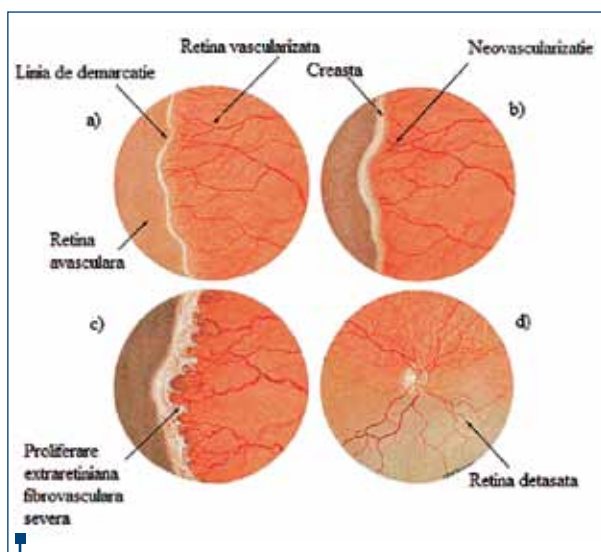 Retina vascularizata
Neovascularizatie
Linia de demarcatie
Creasta
a)
b)
Retina
avasculara
c)
d)
Proliferare
extraretiniana
fibrovasculara
severa
Retina detasata